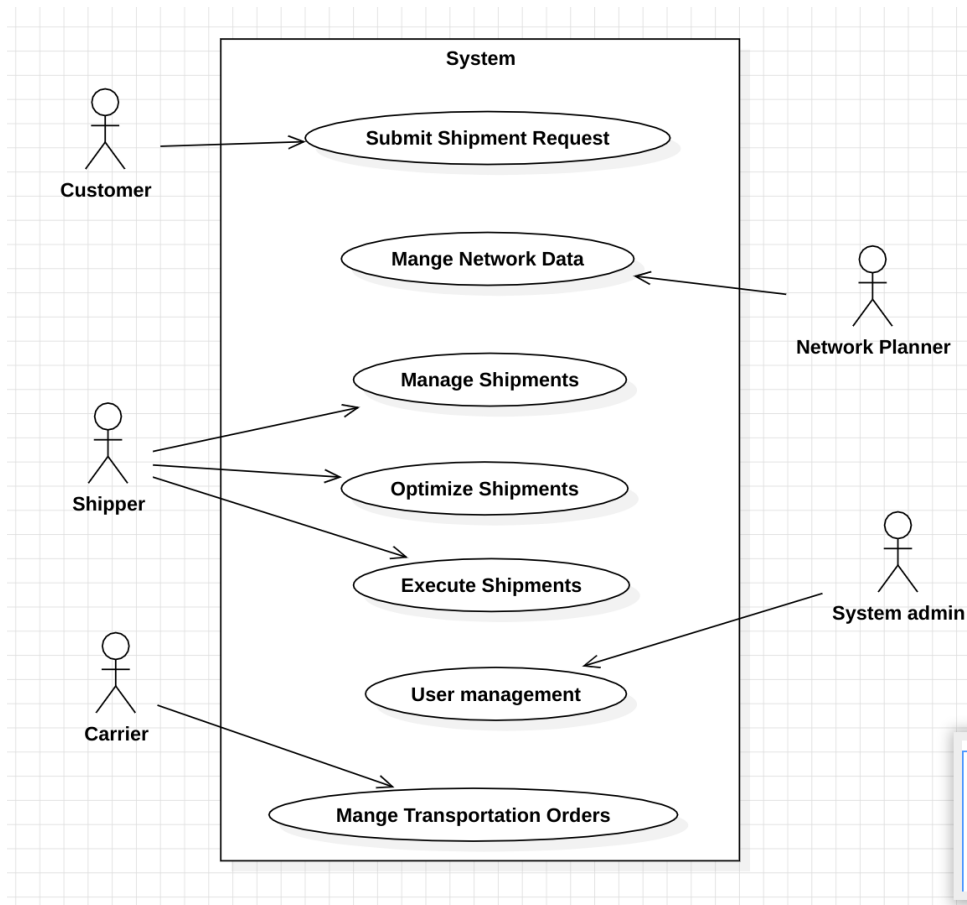 System
Submit Shipment Request
Customer
Mange Network Data
Network Planner
Manage Shipments
Optimize Shipments
Shipper
Execute Shipments
System admin
User management
Carrier
Mange Transportation Orders